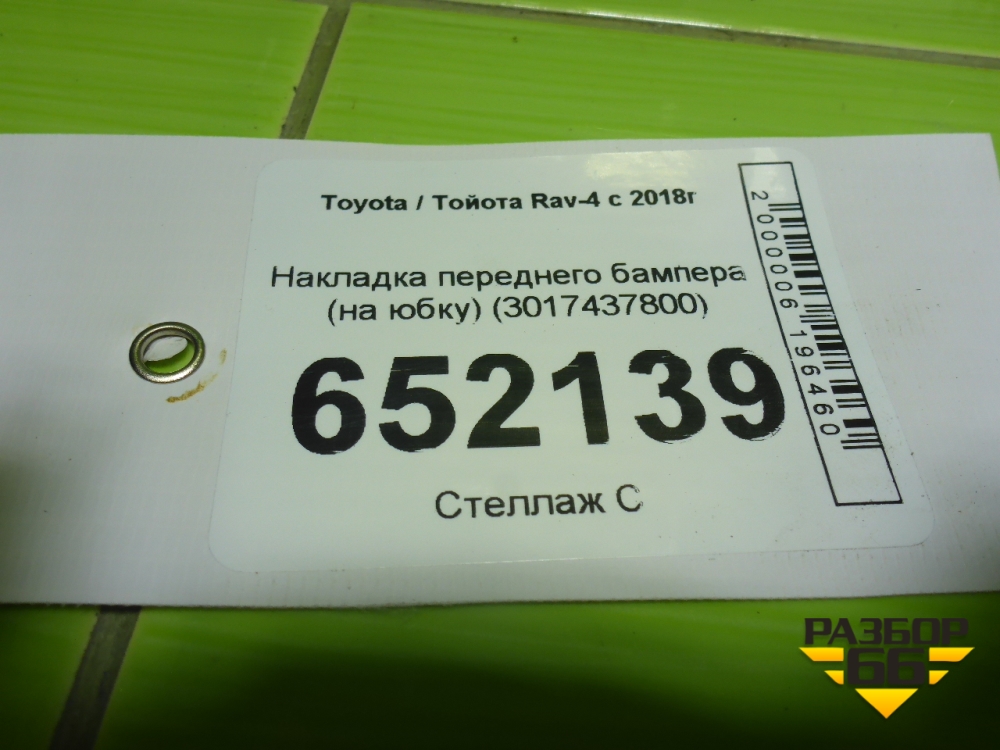 Toyota / Тойота Rav-4 с 2018г
Накладка переднего бампера
(на юбку) (3017437800)
652139
Стеллаж С
2000006196460
РАЗБОР
66